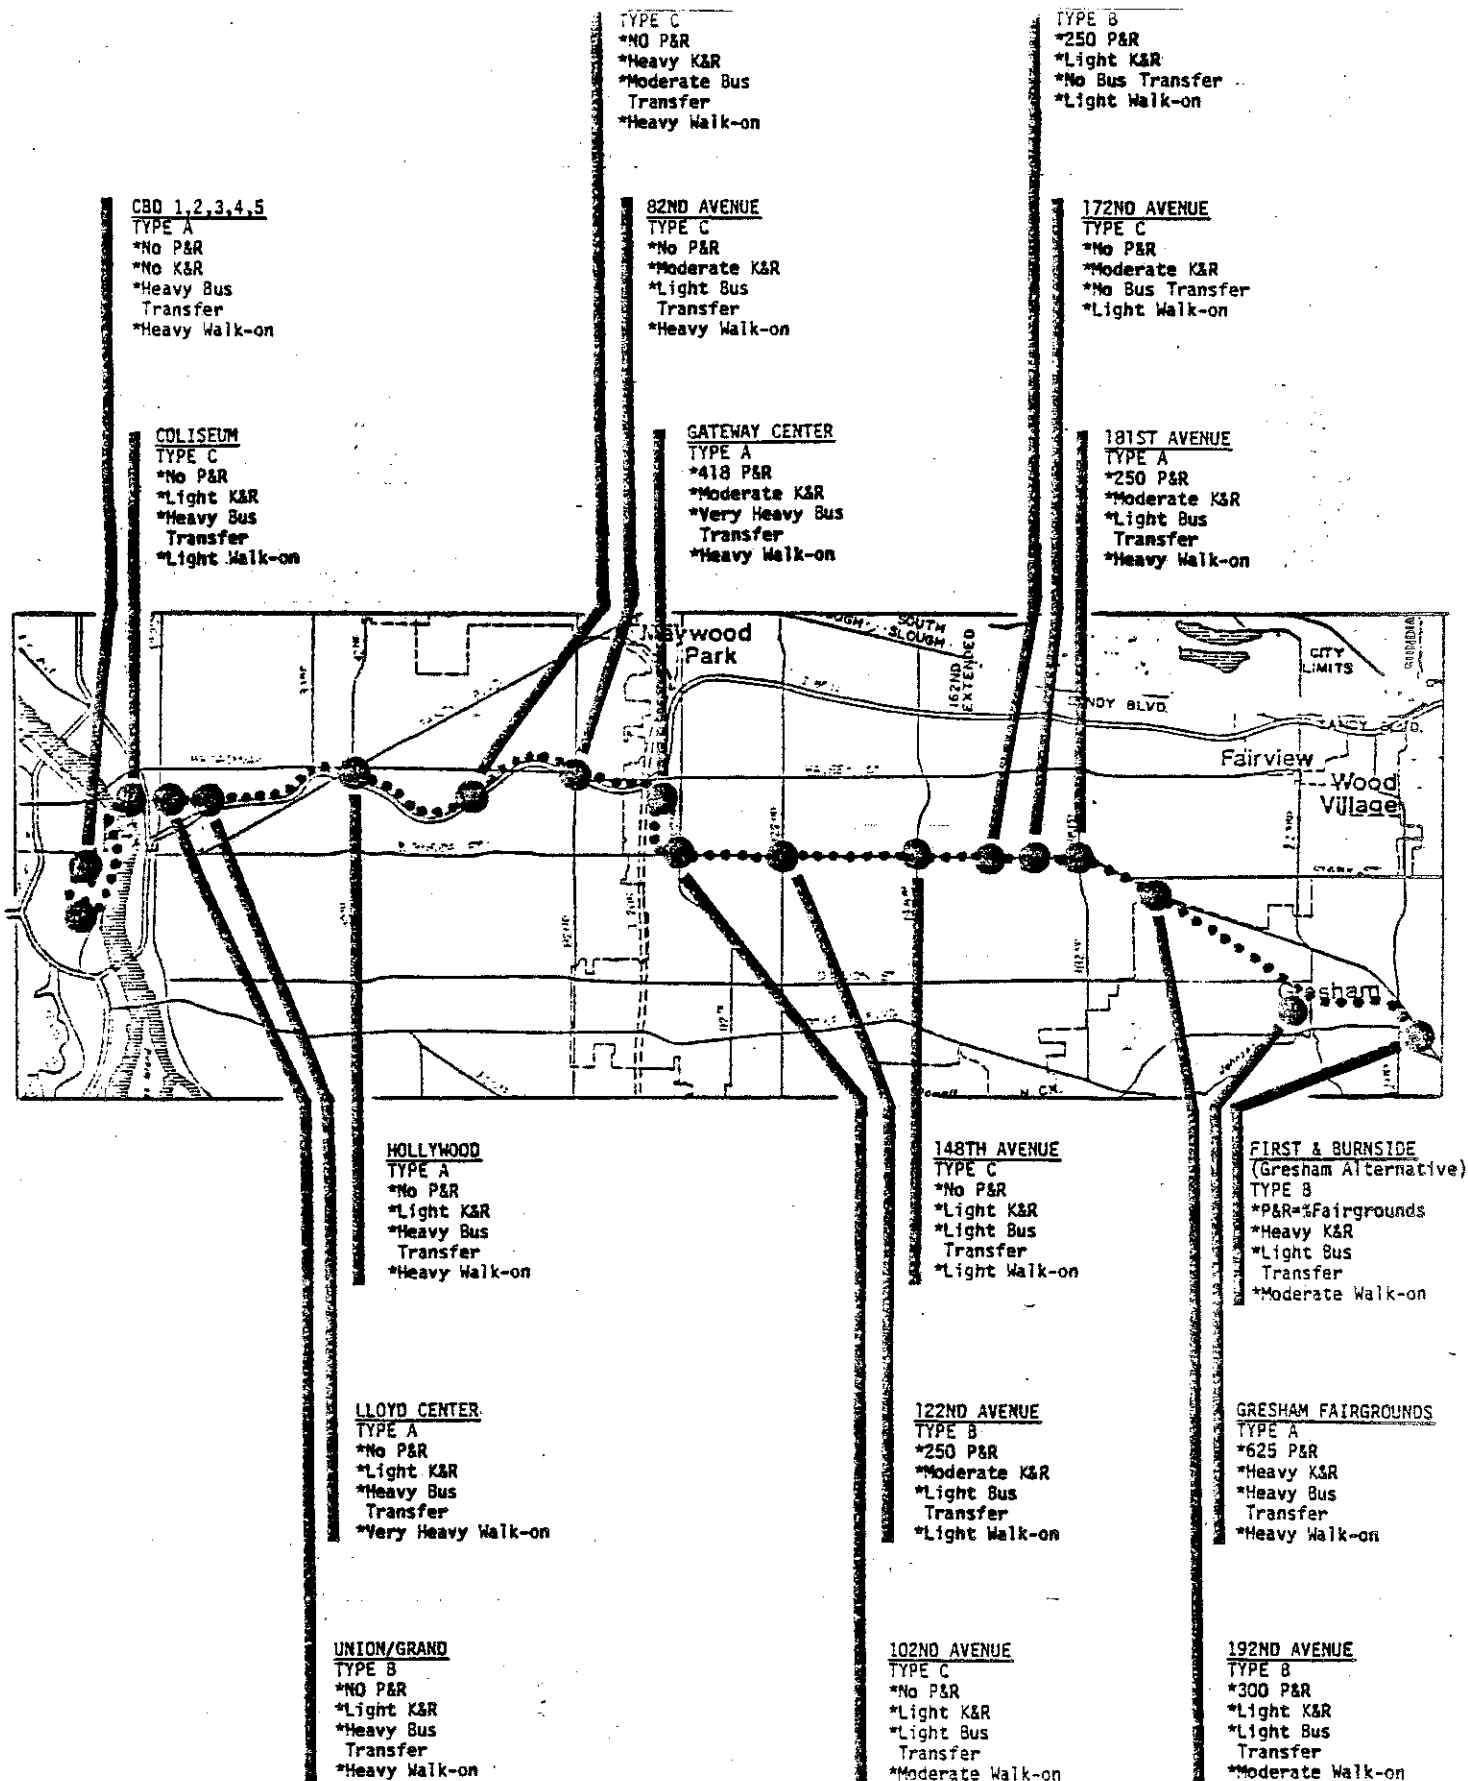 TYPE C
*NO P&R
*Heavy K&R
*Moderate Bus
Transfer
*Heavy Walk-on
TYPE B
*250 P&R
*Light K&R
*No Bus Transfer
*Light Walk-on
CBD 1,2,3,4,5
TYPE A
*No P&R
*No K&R
*Heavy Bus
Transfer
*Heavy Walk-on
82ND AVENUE
TYPE C
*No P&R
*Moderate K&R
*Light Bus
Transfer
*Heavy Walk-on
172ND AVENUE
TYPE C
*No P&R
*Moderate K&R
*No Bus Transfer
*Light Walk-on
COLISEUM
TYPE C
*No P&R
*Light K&R
*Heavy Bus
Transfer
*Light Walk-on
GATEWAY CENTER
TYPE A
*418 P&R
*Moderate K&R
*Very Heavy Bus
Transfer
*Heavy Walk-on
181ST AVENUE
TYPE A
*250 P&R
*Moderate K&R
*Light Bus
Transfer
*Heavy Walk-on
Park
SOUTH
SLOUGH
162ND
EXTENDED
CITY
LIMITS
BLVD.
Fairview
Wood
Village
HOLLYWOOD
TYPE A
*No P&R
*Light K&R
*Heavy Bus
Transfer
*Heavy Walk-on
148TH AVENUE
TYPE C
*No P&R
*Light K&R
*Light Bus
Transfer
*Light Walk-on
FIRST & BURNSIDE
(Gresham Alternative)
TYPE B
*P&R=%Fairgrounds
*Heavy K&R
*Light Bus
Transfer
*Moderate Walk-on
LLOYD CENTER
TYPE A
*No P&R
*Light K&R
*Heavy Bus
Transfer
*Very Heavy Walk-on
122ND AVENUE
TYPE B
*250 P&R
*Moderate K&R
*Light Bus
Transfer
*Light Walk-on
GRESHAM FAIRGROUNDS
TYPE A
*625 P&R
*Heavy K&R
*Heavy Bus
Transfer
*Heavy Walk-on
UNION/GRAND
TYPE B
*NO P&R
*Light K&R
*Heavy Bus
Transfer
*Heavy Walk-on
102ND AVENUE
TYPE C
*No P&R
*Light K&R
*Light Bus
Transfer
*Moderate Walk-on
192ND AVENUE
TYPE B
*300 P&R
*Light K&R
*Light Bus
Transfer
*Moderate Walk-on